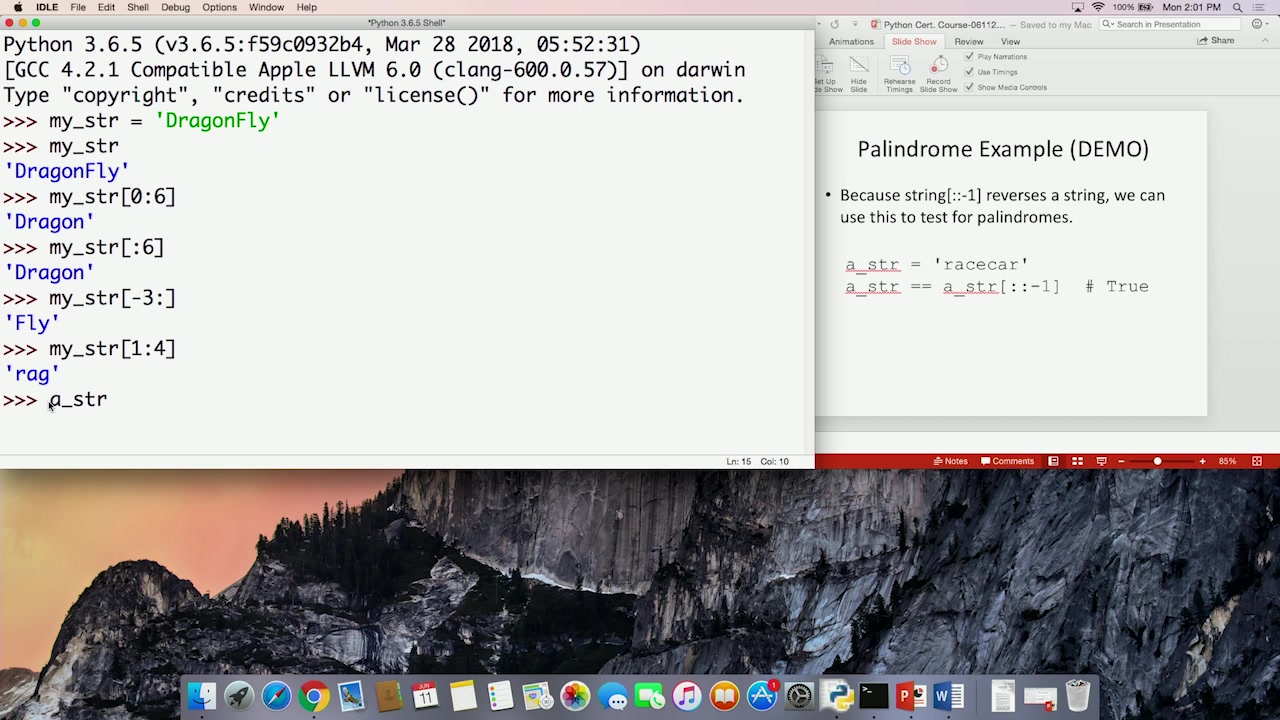 IDLE File Edit Shell Debug Options Window Help 100% Mon 2:01 PM
*Python 3.6.5 Shell*
Python 3.6.5 (v3.6.5:f59c0932b4, Mar 28 2018, 05:52:31)
[GCC 4.2.1 Compatible Apple LLVM 6.0 (clang-600.0.57)] on darwin
Type "copyright", "credits" or "license()" for more information.
>>> my_str = 'DragonFly'
>>> my_str
'DragonFly'
>>> my_str[0:6]
'Dragon'
>>> my_str[:6]
'Dragon'
>>> my_str[-3:]
'Fly'
>>> my_str[1:4]
'rag'
>>> a_str
Ln: 15 Col: 10
Python Cert. Course-06112... — Saved to my Mac
Search in Presentation
Animations Slide Show Review View Share
Hide
Slide
Rehearse
Timings
Record
Slide Show
Play Narrations
Use Timings
Show Media Controls
Palindrome Example (DEMO)
• Because string[::-1] reverses a string, we can
use this to test for palindromes.
a_str = 'racecar'
a_str == a_str[::-1] # True
Notes Comments 85%
JUN
11
1